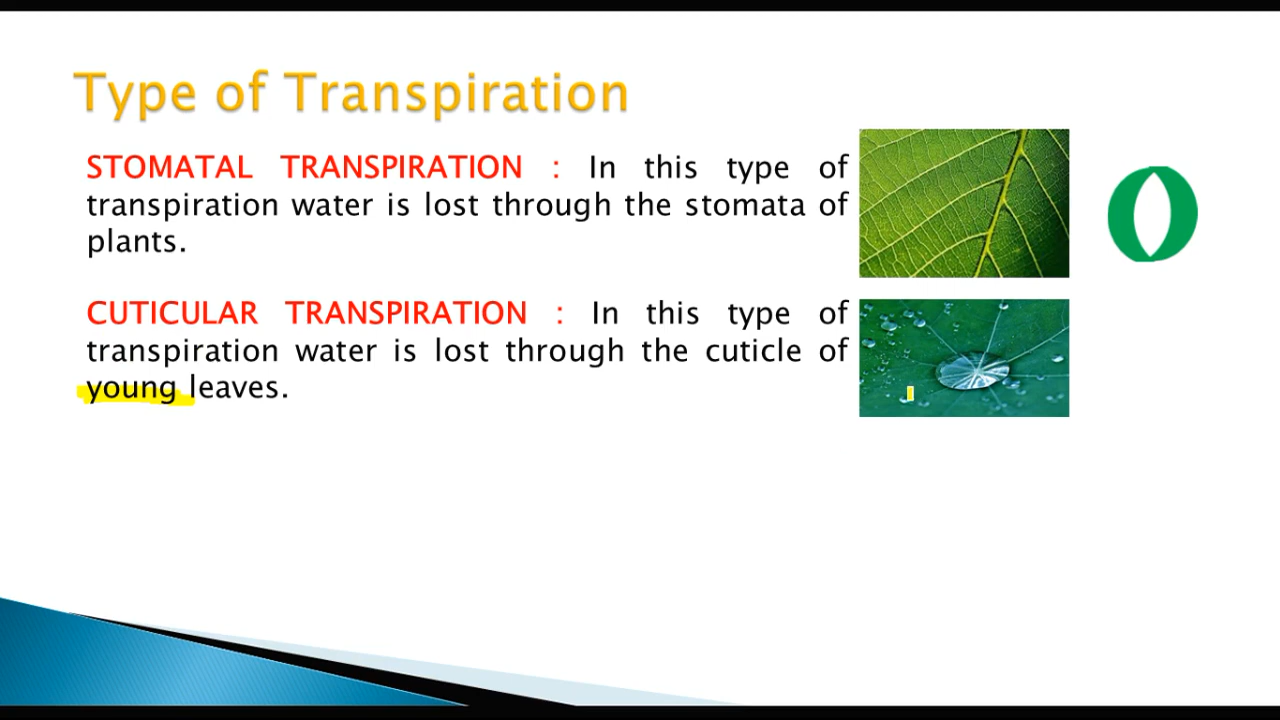 Type of Transpiration
STOMATAL TRANSPIRATION : In this type of
transpiration water is lost through the stomata of
plants.
CUTICULAR TRANSPIRATION : In this type of
transpiration water is lost through the cuticle of
young leaves.